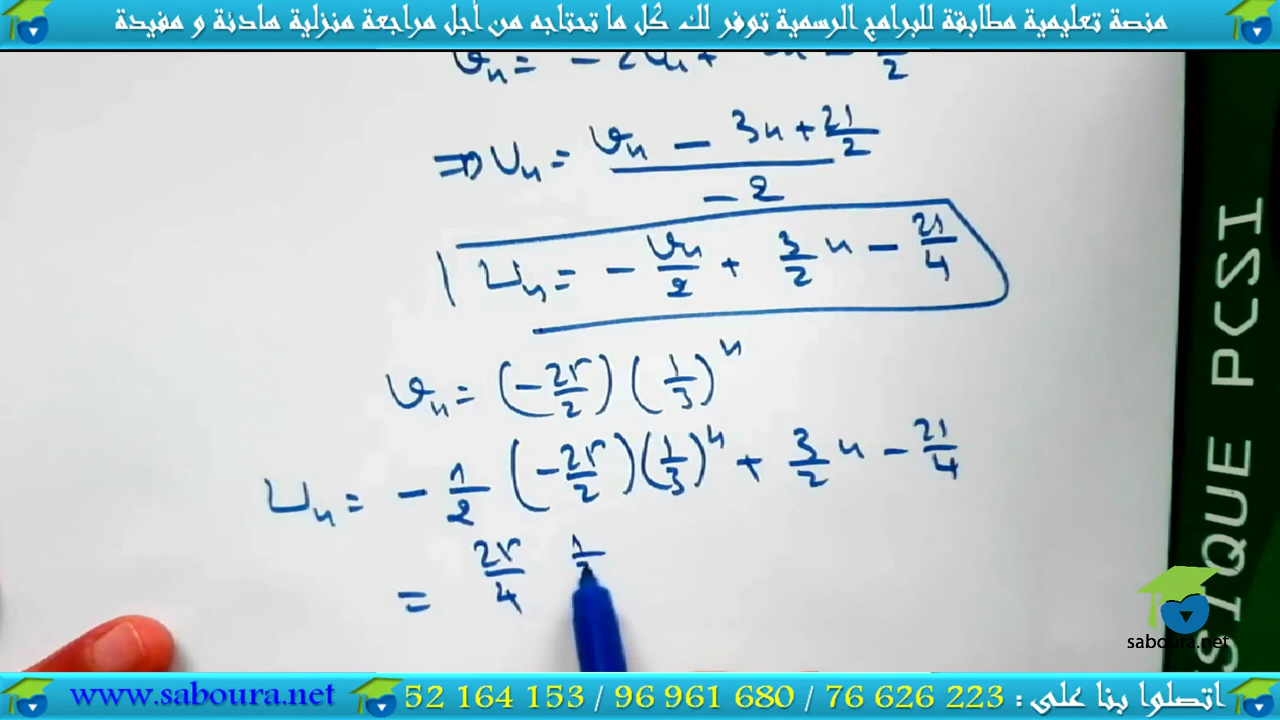 منصة تعليمية مطابقة للبرامج الرسمية توفر لك كل ما تحتاجه من أجل مراجعة منزلية هادئة و مفيدة
⇒ Un = (vn - 3n + 21/2) / -2
Un = - vn/2 + 3/2 n - 21/4
vn = (-25/2)(1/3)^n
Un = - 1/2 (-25/2)(1/3)^n + 3/2 n - 21/4
= 25/4 1
SIQUE PCSI
saboura.net
www.saboura.net 52 164 153 / 96 961 680 / 76 626 223 : اتصلوا بنا على